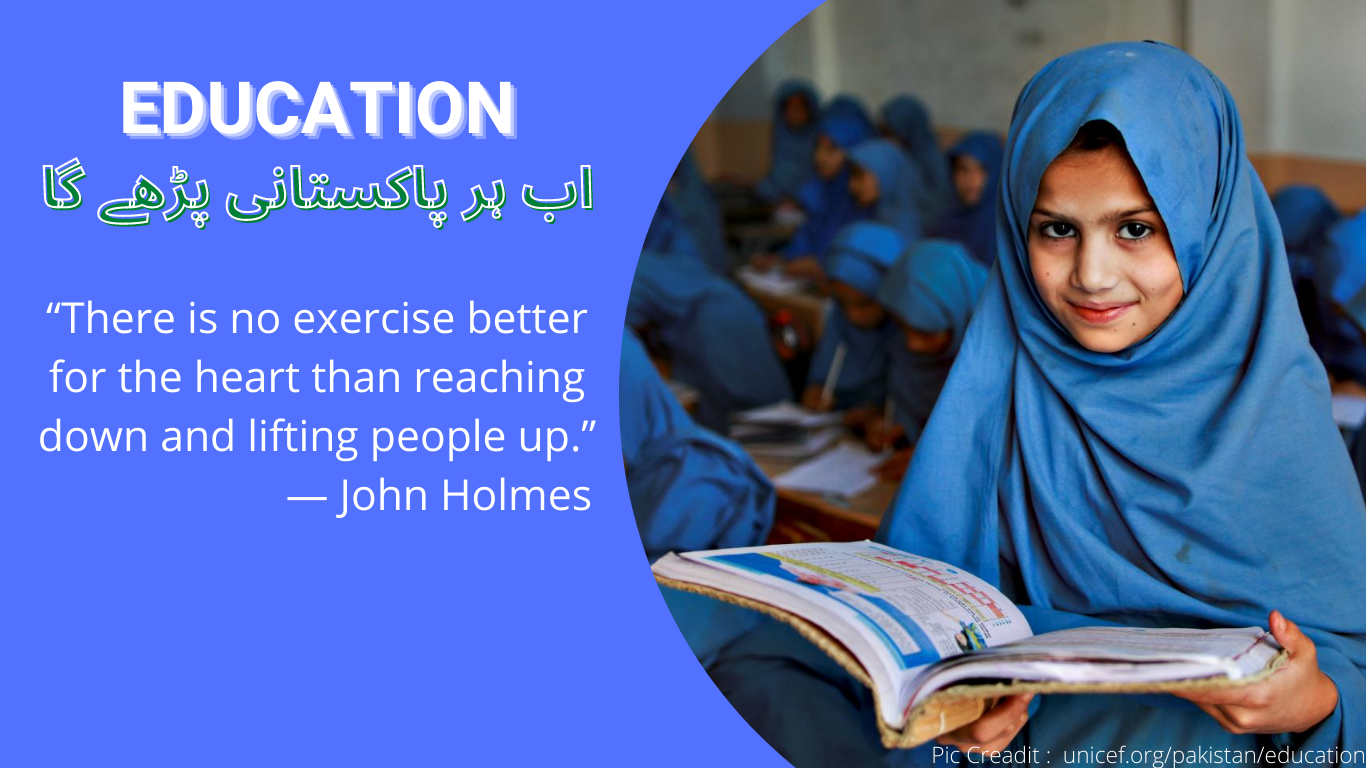 EDUCATION
اب ہر پاکستانی پڑھے گا
“There is no exercise better
for the heart than reaching
down and lifting people up.”
— John Holmes
Pic Creadit : unicef.org/pakistan/education